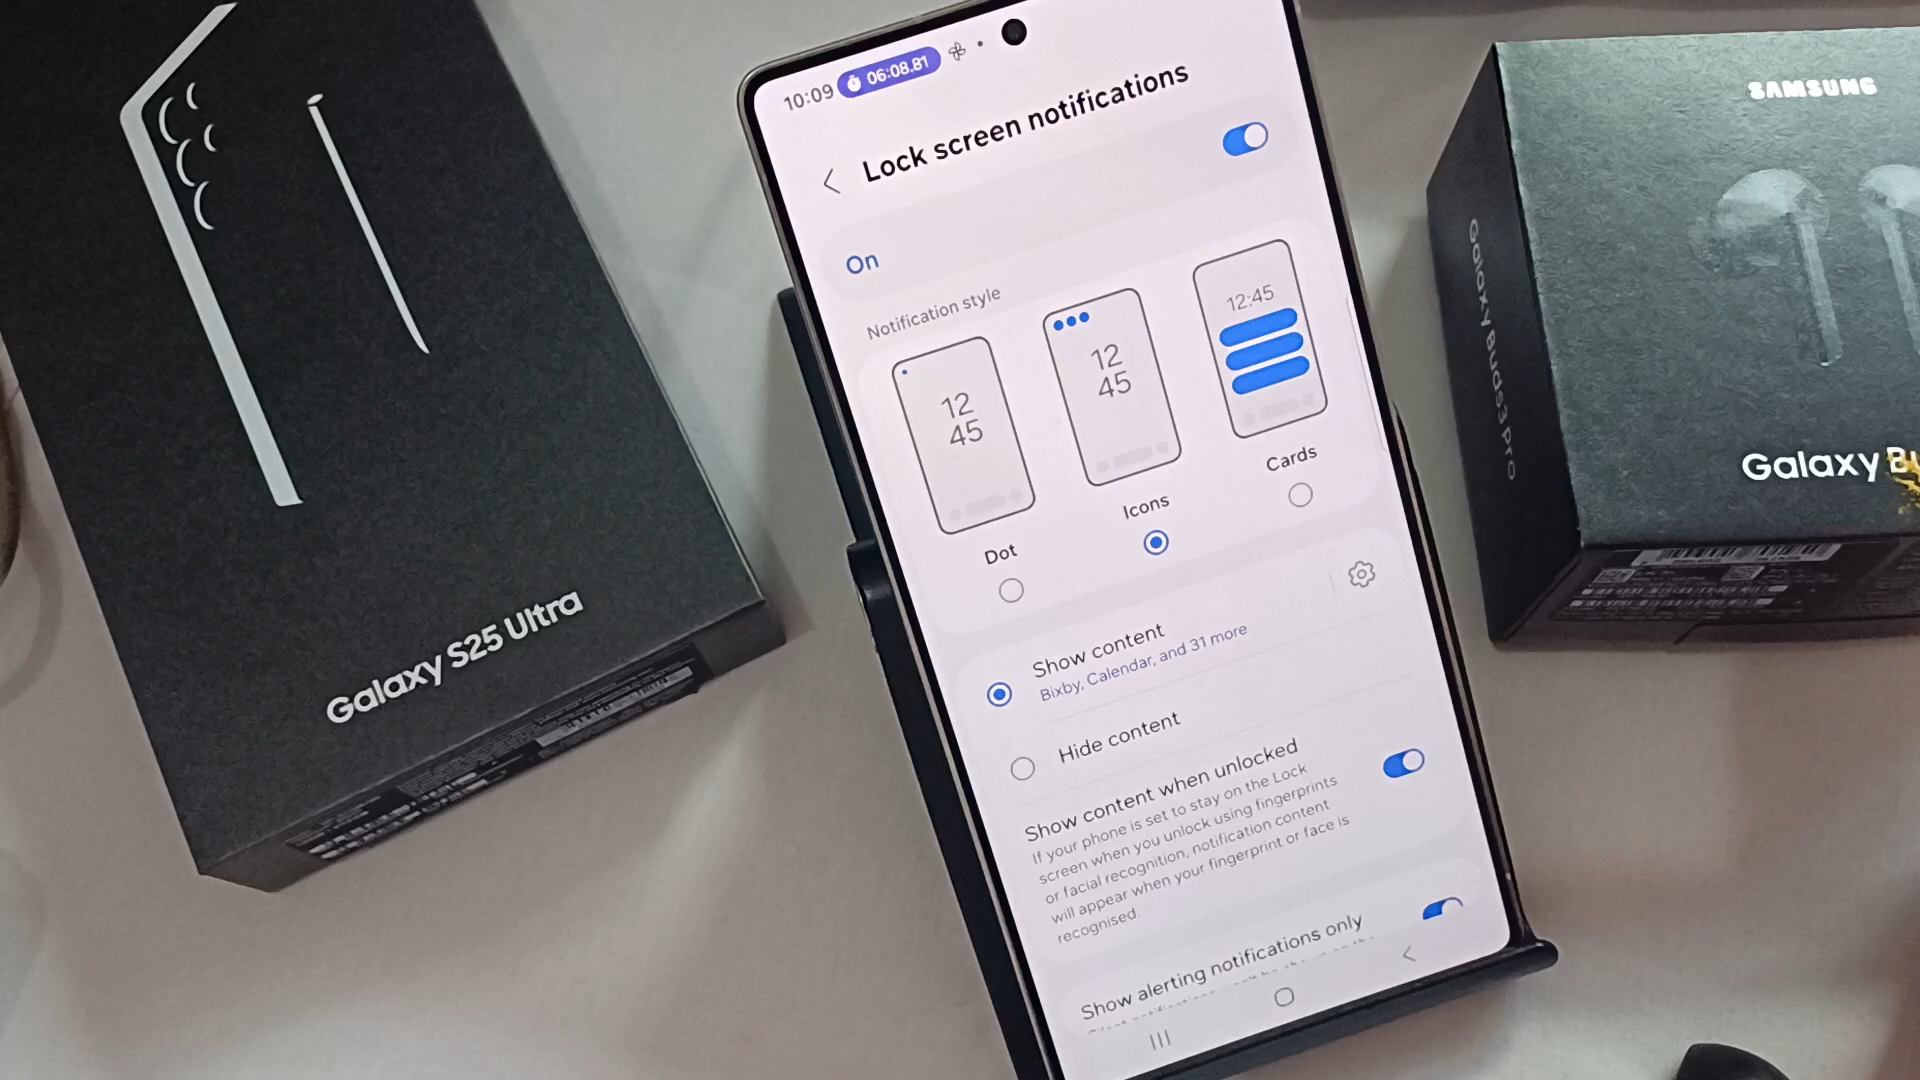 10:09 06:08.81
Lock screen notifications
On
Notification style
12
45
12
45
12:45
Dot
Icons
Cards
Show content
Bixby, Calendar, and 31 more
Hide content
Show content when unlocked
If your phone is set to stay on the Lock
screen when you unlock using fingerprints
or facial recognition, notification content
will appear when your fingerprint or face is
recognised.
Show alerting notifications only
Galaxy S25 Ultra
SAMSUNG
Galaxy Buds3 Pro
Galaxy